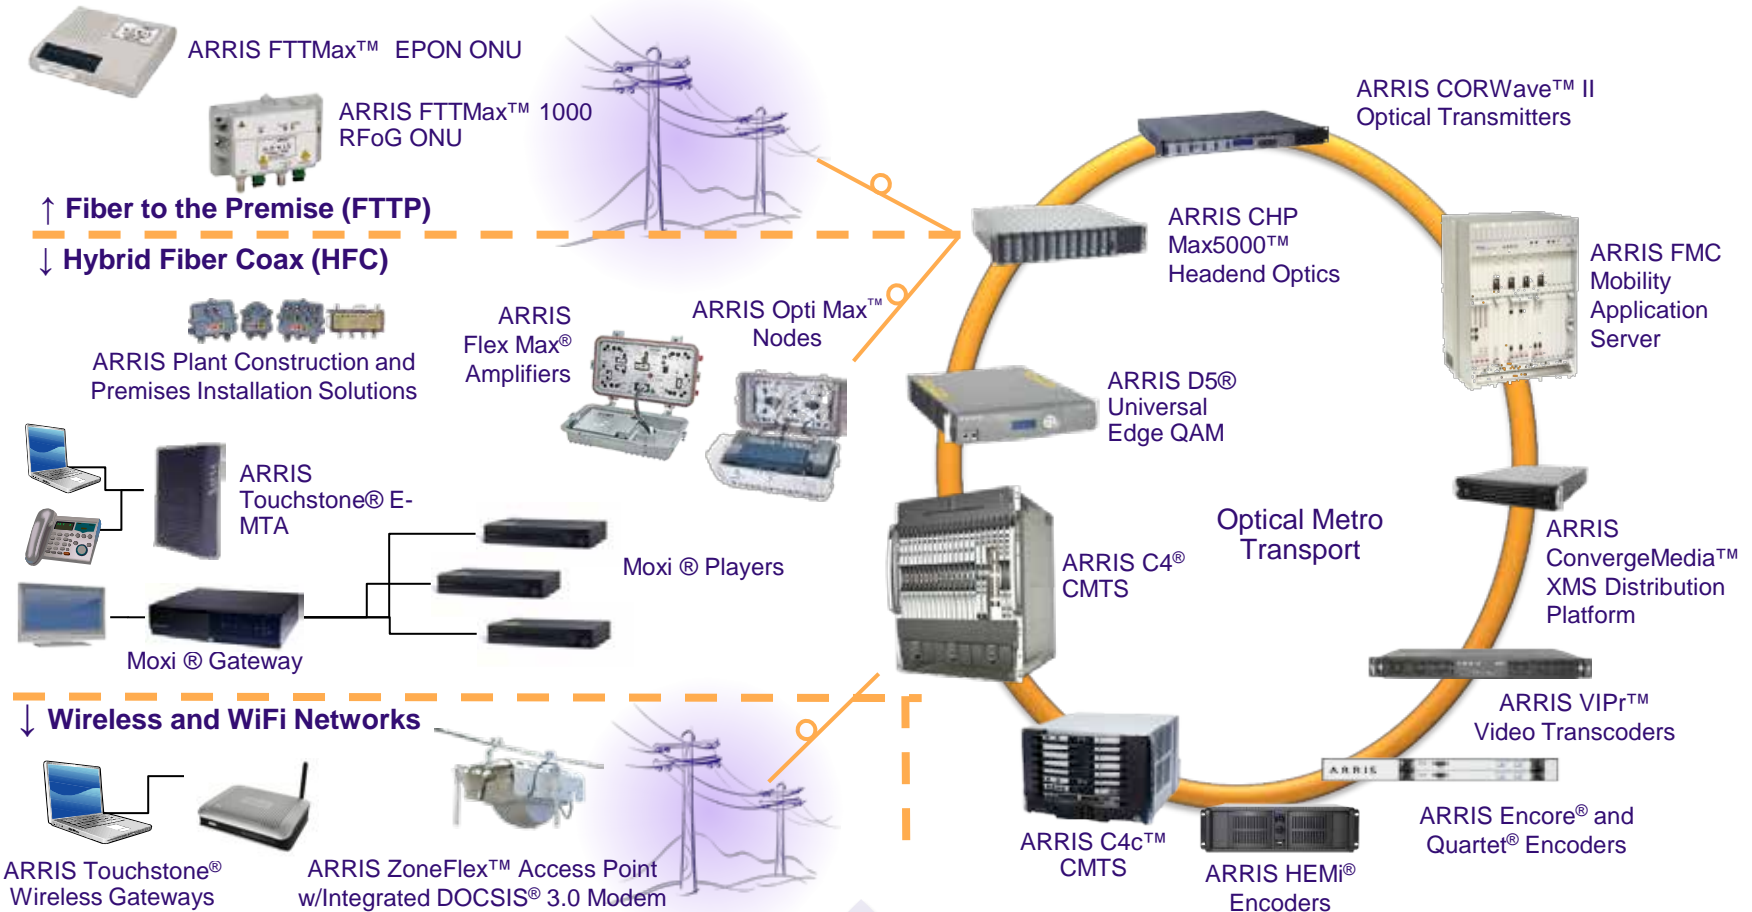 ARRIS FTTMax™ EPON ONU
ARRIS FTTMax™ 1000
RFoG ONU
↑ Fiber to the Premise (FTTP)
↓ Hybrid Fiber Coax (HFC)
ARRIS Plant Construction and
Premises Installation Solutions
ARRIS
Flex Max®
Amplifiers
ARRIS Opti Max™
Nodes
ARRIS
Touchstone® E-
MTA
Moxi ® Players
Moxi ® Gateway
↓ Wireless and WiFi Networks
ARRIS Touchstone®
Wireless Gateways
ARRIS ZoneFlex™ Access Point
w/Integrated DOCSIS® 3.0 Modem
ARRIS CORWave™ II
Optical Transmitters
ARRIS CHP
Max5000™
Headend Optics
ARRIS FMC
Mobility
Application
Server
ARRIS D5®
Universal
Edge QAM
Optical Metro
Transport
ARRIS C4®
CMTS
ARRIS
ConvergeMedia™
XMS Distribution
Platform
ARRIS VIPr™
Video Transcoders
ARRIS
ARRIS Encore® and
Quartet® Encoders
ARRIS C4c™
CMTS
ARRIS HEMi®
Encoders